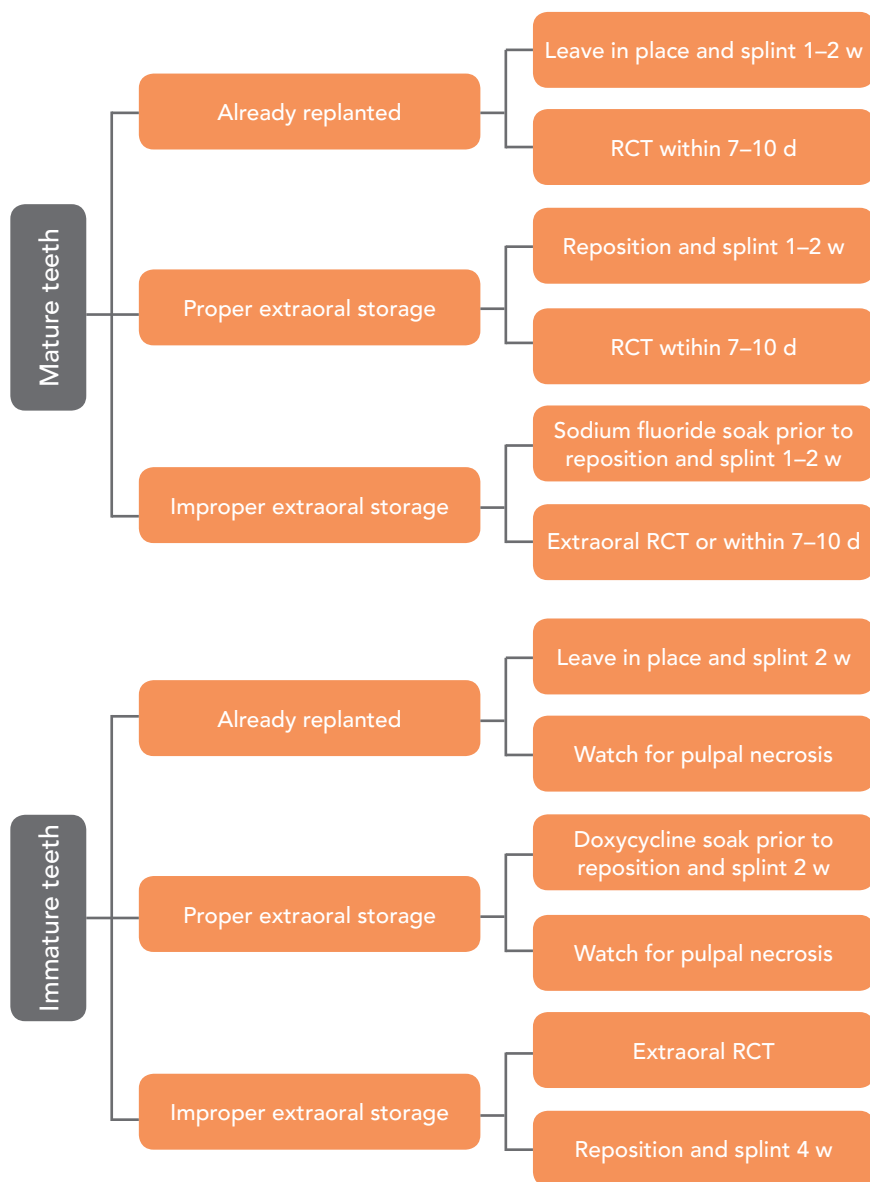 Mature teeth
Already replanted
Leave in place and splint 1–2 w
RCT within 7–10 d
Proper extraoral storage
Reposition and splint 1–2 w
RCT wtihin 7–10 d
Improper extraoral storage
Sodium fluoride soak prior to
reposition and splint 1–2 w
Extraoral RCT or within 7–10 d
Immature teeth
Already replanted
Leave in place and splint 2 w
Watch for pulpal necrosis
Proper extraoral storage
Doxycycline soak prior to
reposition and splint 2 w
Watch for pulpal necrosis
Improper extraoral storage
Extraoral RCT
Reposition and splint 4 w